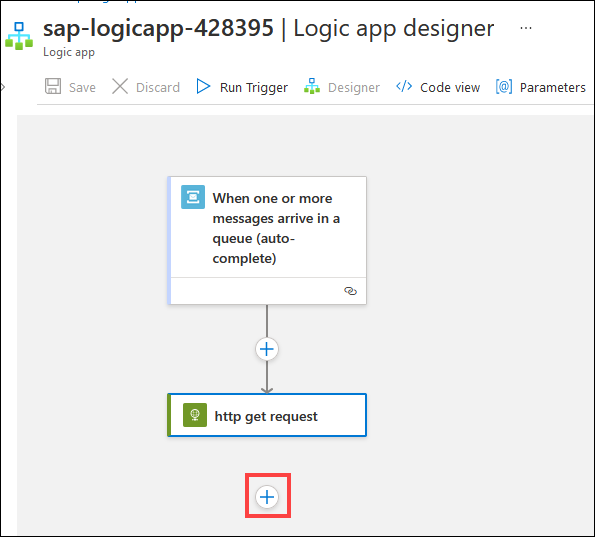 sap-logicapp-428395 | Logic app designer ...
Logic app
Save Discard Run Trigger Designer Code view Parameters
When one or more
messages arrive in a
queue (auto-
complete)
http get request